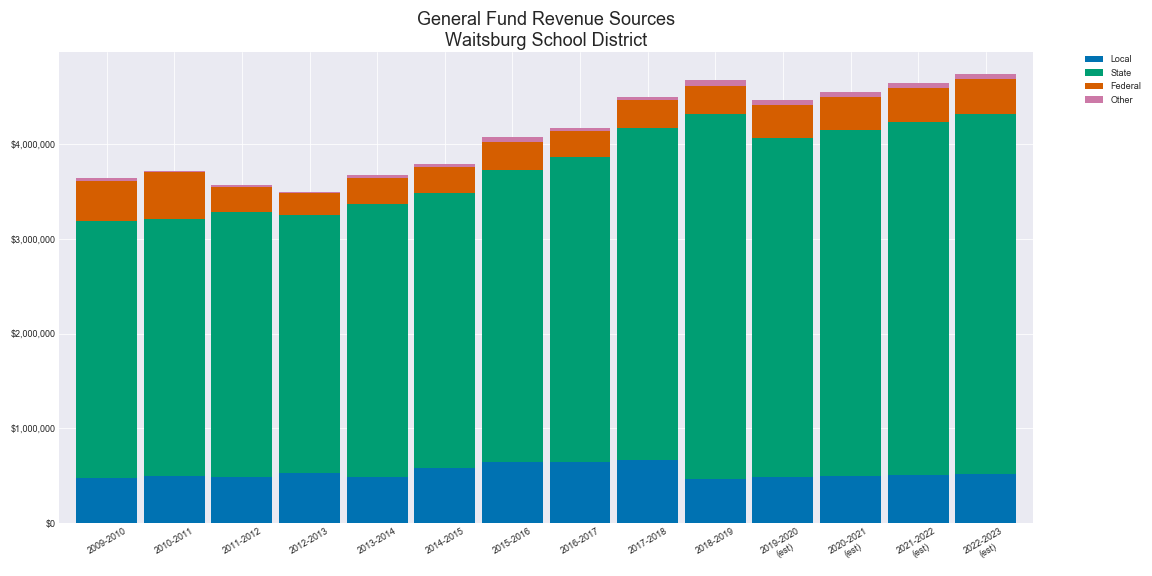 General Fund Revenue Sources
Waitsburg School District
Local
State
Federal
Other
$4,000,000
$3,000,000
$2,000,000
$1,000,000
$0
2009-2010
2010-2011
2011-2012
2012-2013
2013-2014
2014-2015
2015-2016
2016-2017
2017-2018
2018-2019
2019-2020
(est)
2020-2021
(est)
2021-2022
(est)
2022-2023
(est)